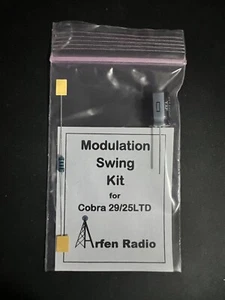 Modulation
Swing
Kit
for
Cobra 29/25LTD
Arfen Radio